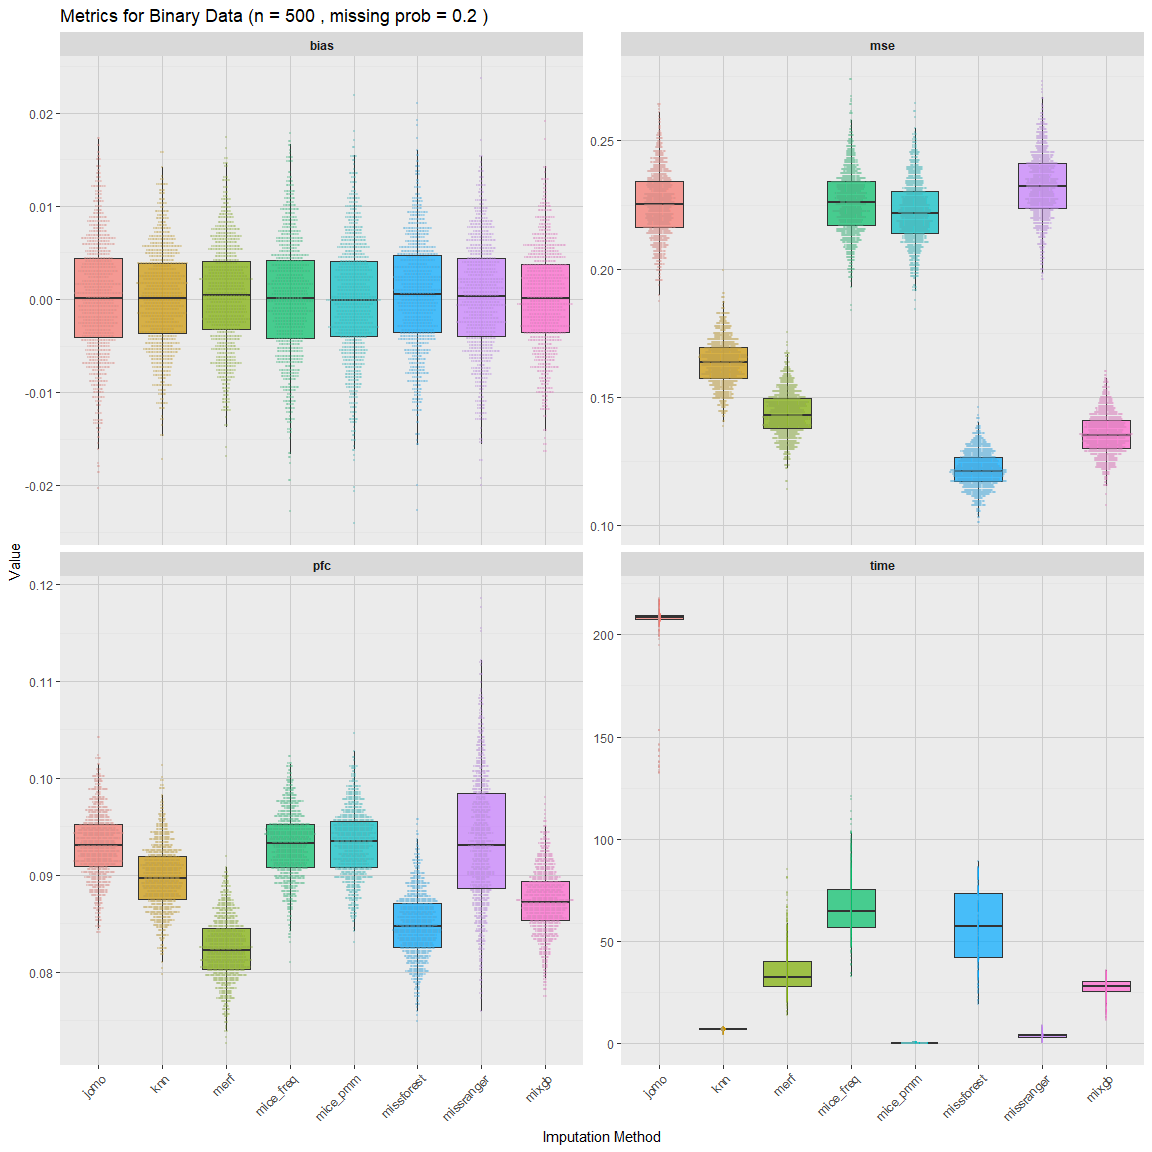 Metrics for Binary Data (n = 500 , missing prob = 0.2 )
bias
mse
0.02
0.01
0.00
-0.01
-0.02
0.25
0.20
0.15
0.10
Value
pfc
time
0.12
0.11
0.10
0.09
0.08
200
150
100
50
0
jomo
knn
merf
mice_freq
mice_pmm
missforest
missranger
mixgb
jomo
knn
merf
mice_freq
mice_pmm
missforest
missranger
mixgb
Imputation Method